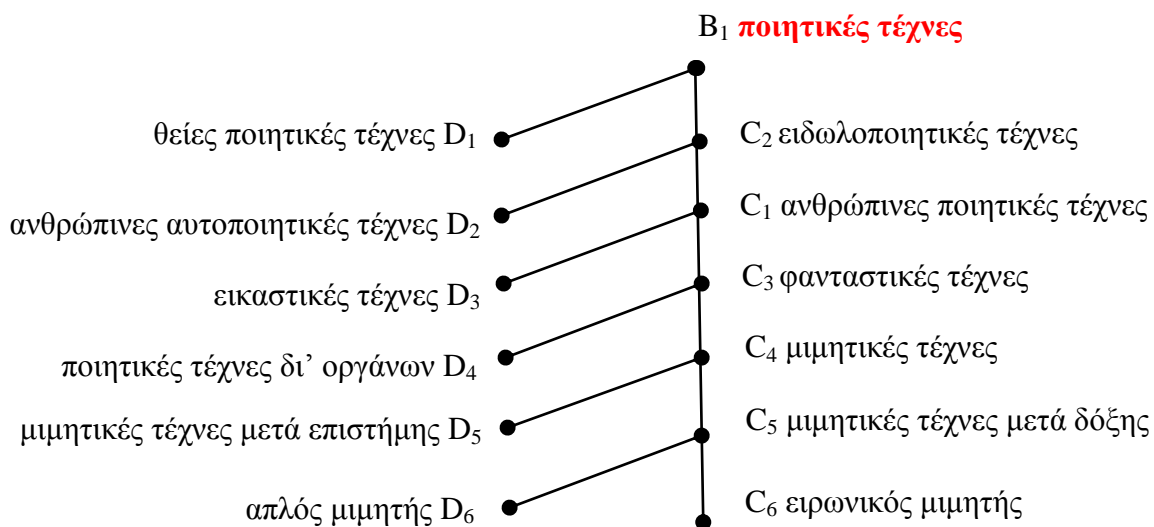 B₁ ποιητικές τέχνες
θείες ποιητικές τέχνες D₁
C₂ ειδωλοποιητικές τέχνες
ανθρώπινες αυτοποιητικές τέχνες D₂
C₁ ανθρώπινες ποιητικές τέχνες
εικαστικές τέχνες D₃
C₃ φανταστικές τέχνες
ποιητικές τέχνες δι’ οργάνων D₄
C₄ μιμητικές τέχνες
μιμητικές τέχνες μετά επιστήμης D₅
C₅ μιμητικές τέχνες μετά δόξης
απλός μιμητής D₆
C₆ ειρωνικός μιμητής